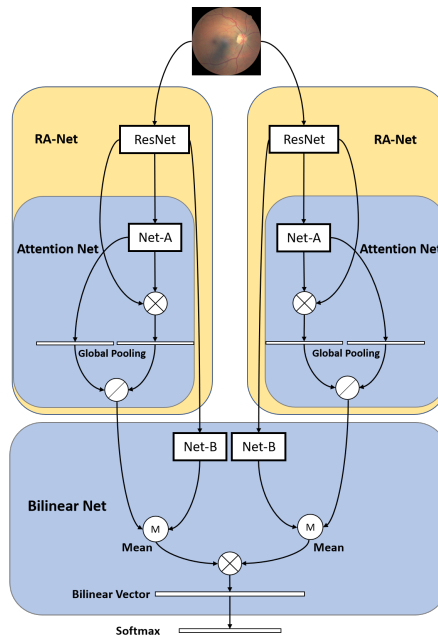 RA-Net
ResNet
ResNet
RA-Net
Attention Net
Net-A
Net-A
Attention Net
Global Pooling
Global Pooling
Net-B
Net-B
Bilinear Net
M
M
Mean
Mean
Bilinear Vector
Softmax